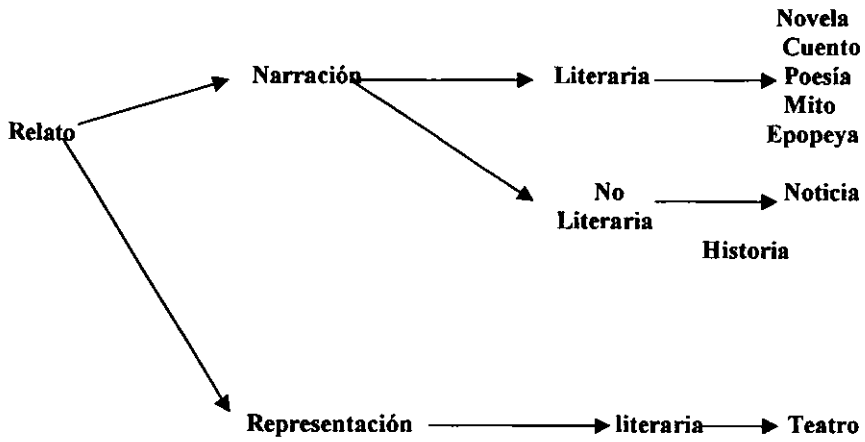 Novela
Cuento
Narración Literaria Poesía
Mito
Relato Epopeya
No Noticia
Literaria
Historia
Representación literaria Teatro